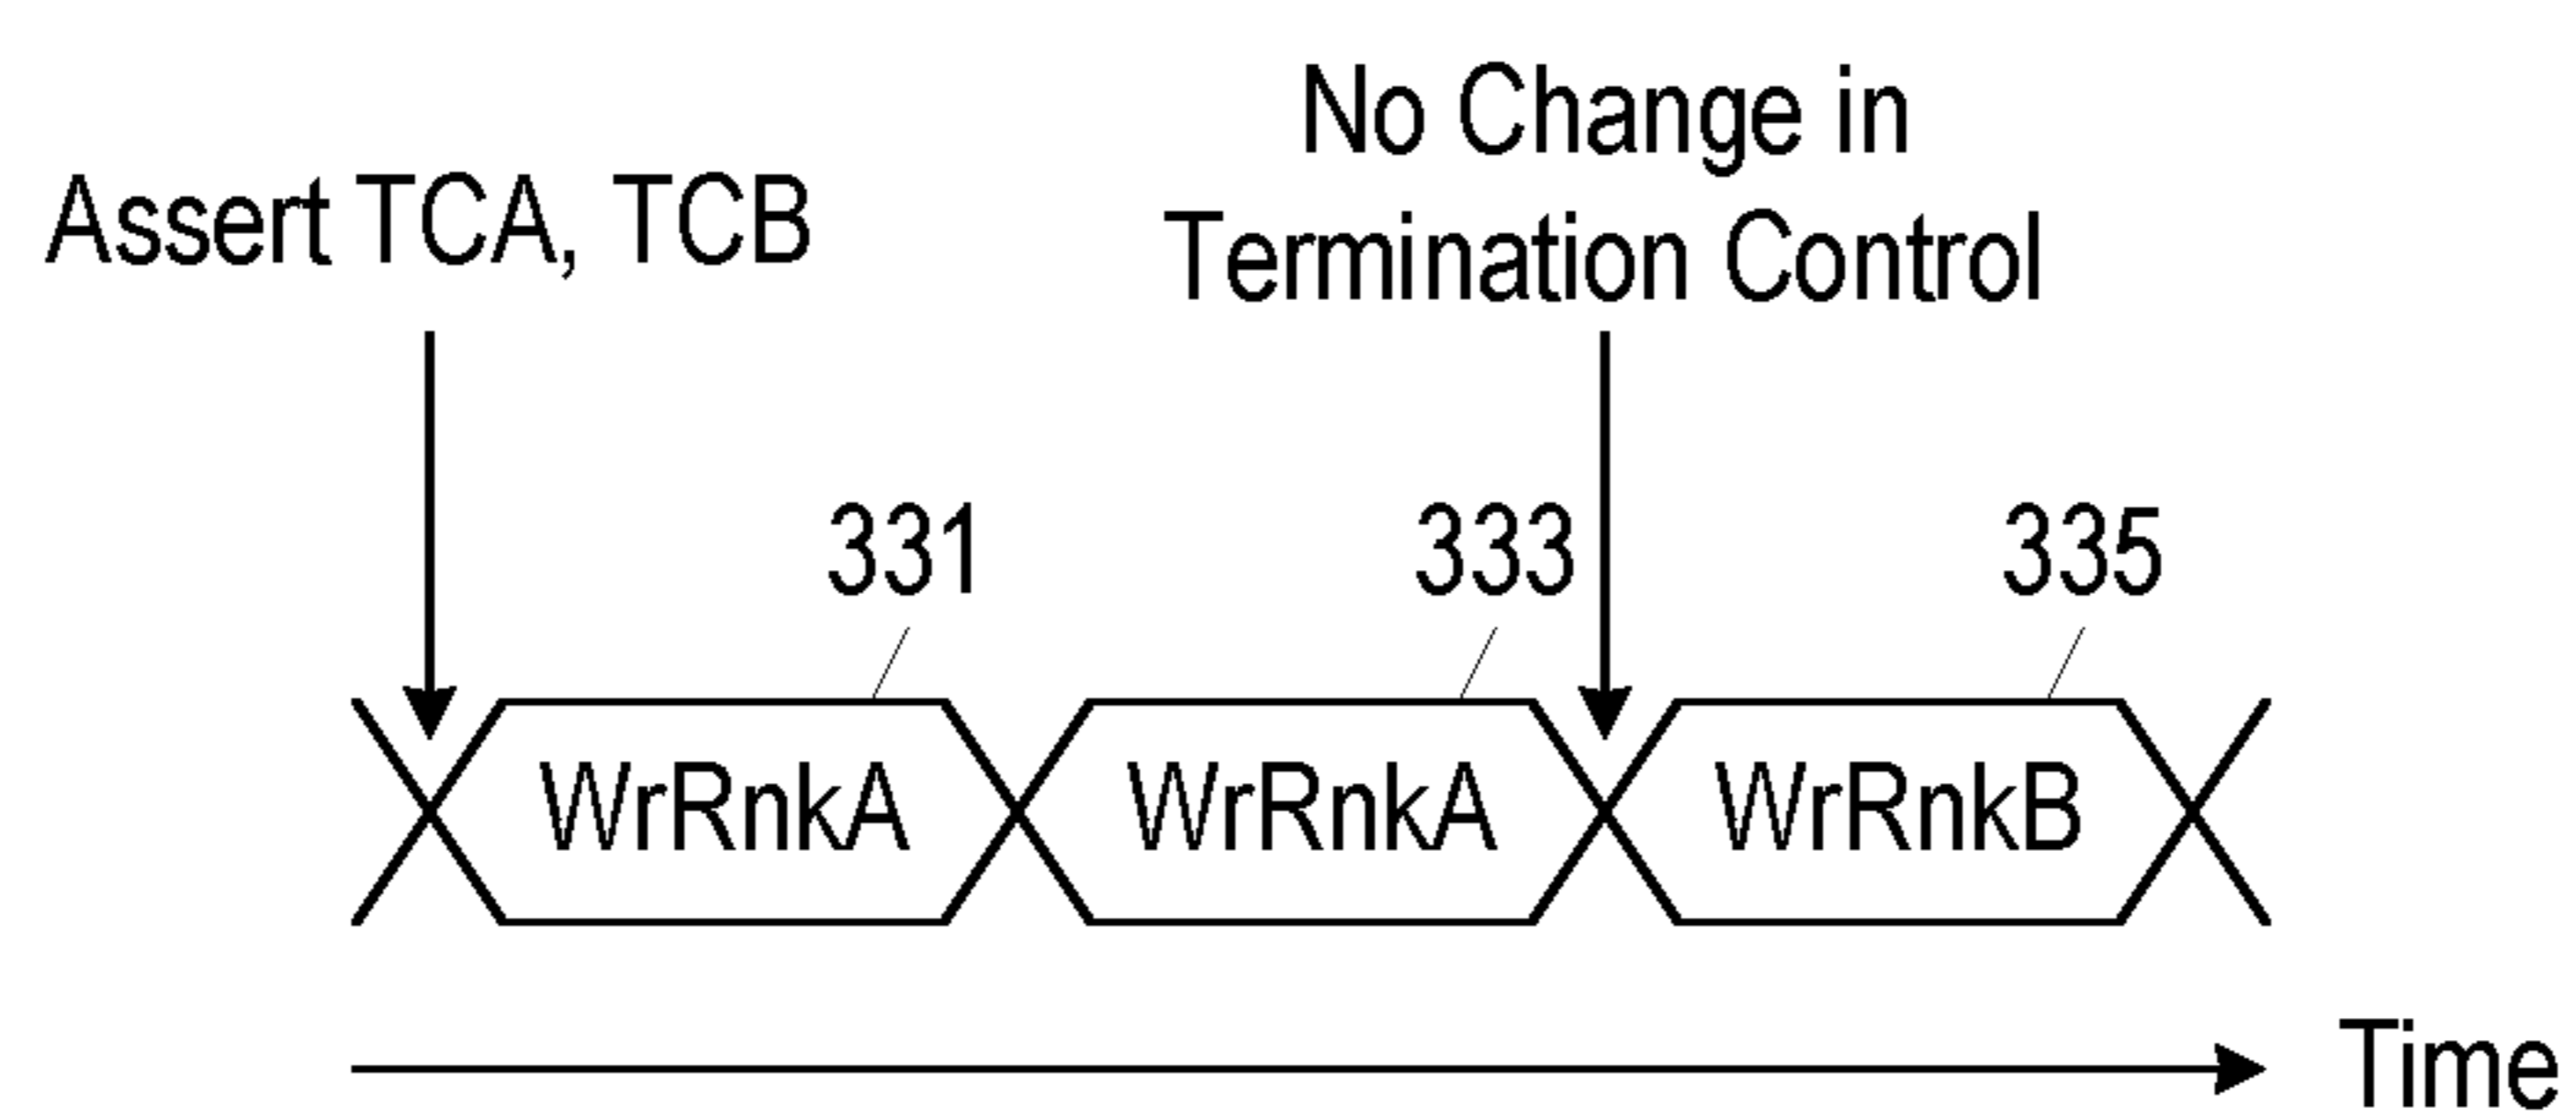 No Change in
Termination Control
Assert TCA, TCB
331
333
335
WrRnkA
WrRnkA
WrRnkB
Time